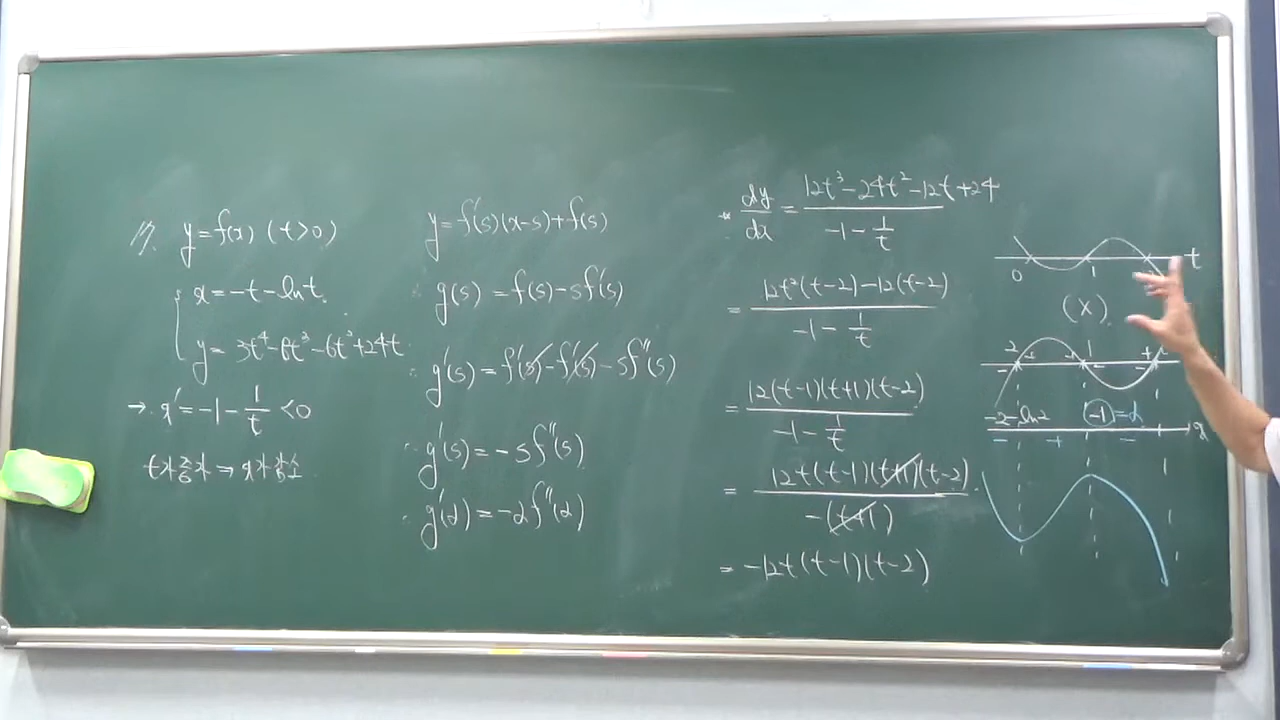 17. y=f(x) (t>0)
x=-t-lnt.
y=3t⁴-8t³-6t²+24t
→ x'=-1-1/t<0
t가 증가 ⇒ x가 감소
y=f'(s)(x-s)+f(s)
∴ g(s)=f(s)-sf'(s)
∴ g'(s)=f'(s)-f'(s)-sf''(s)
∴ g'(s)=-sf''(s)
∴ g'(α)=-αf''(α)
* dy/dx = (12t³-24t²-12t+24)/(-1-1/t)
= (12t²(t-2)-12(t-2))/(-1-1/t)
= (12(t-1)(t+1)(t-2))/(-1-1/t)
= (12t(t-1)(t+1)(t-2))/(-(t+1)).
= -12t(t-1)(t-2)
0 1 t
(X)
2 1
- + + - - + +
-2-ln2 -1=α x
- + -